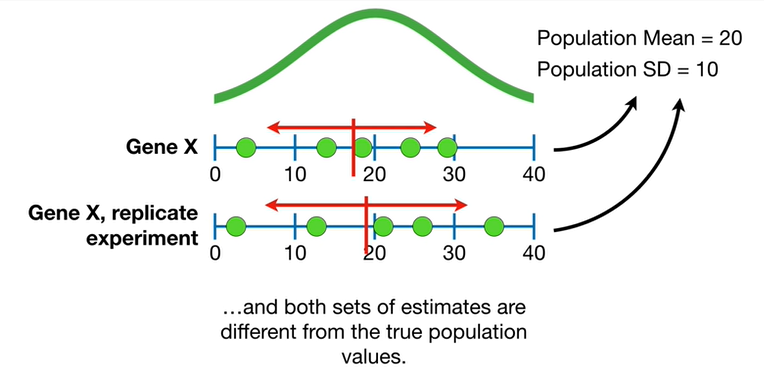 Population Mean = 20
Population SD = 10
Gene X
0 10 20 30 40
Gene X, replicate
experiment
0 10 20 30 40
…and both sets of estimates are
different from the true population
values.